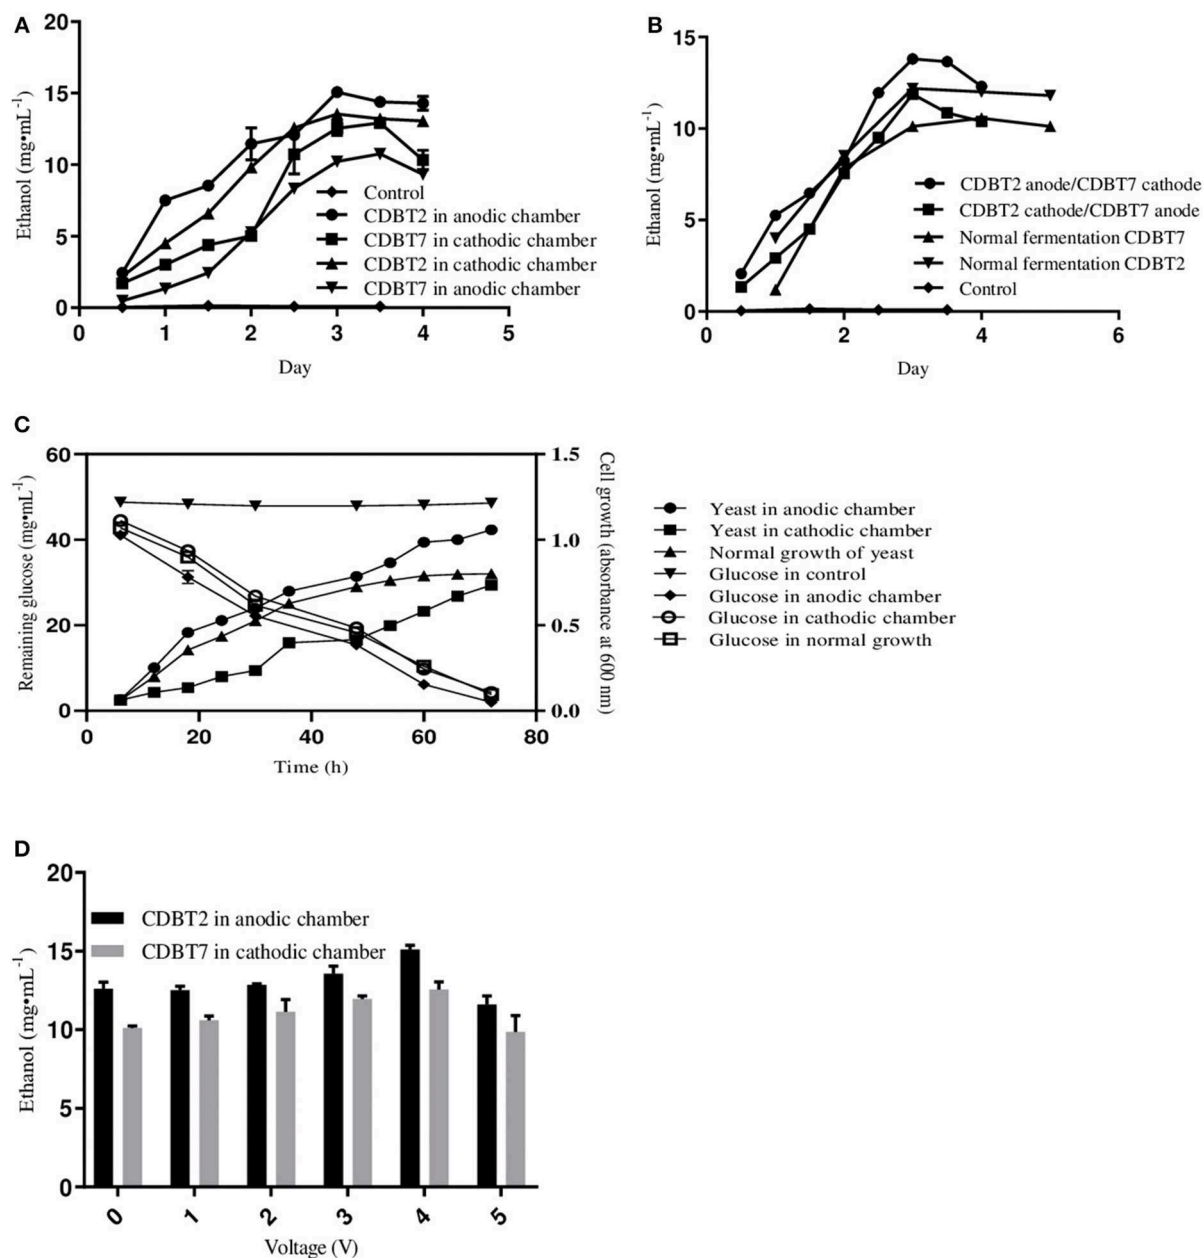 A
20
15
10
5
0
Ethanol (mg•mL⁻¹)
0 1 2 3 4 5
Day
Control
CDBT2 in anodic chamber
CDBT7 in cathodic chamber
CDBT2 in cathodic chamber
CDBT7 in anodic chamber
B
15
10
5
0
Ethanol (mg•mL⁻¹)
0 2 4 6
Day
CDBT2 anode/CDBT7 cathode
CDBT2 cathode/CDBT7 anode
Normal fermentation CDBT7
Normal fermentation CDBT2
Control
C
60
40
20
0
Remaining glucose (mg•mL⁻¹)
1.5
1.0
0.5
0.0
Cell growth (absorbance at 600 nm)
0 20 40 60 80
Time (h)
Yeast in anodic chamber
Yeast in cathodic chamber
Normal growth of yeast
Glucose in control
Glucose in anodic chamber
Glucose in cathodic chamber
Glucose in normal growth
D
20
15
10
5
0
Ethanol (mg•mL⁻¹)
CDBT2 in anodic chamber
CDBT7 in cathodic chamber
0 1 2 3 4 5
Voltage (V)